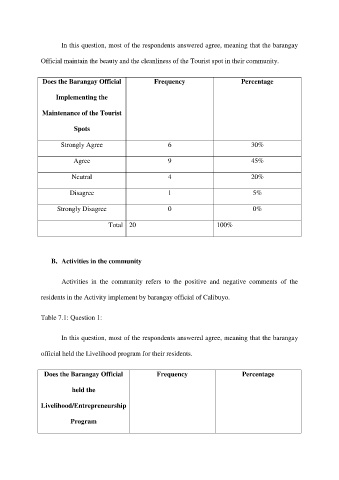 In this question, most of the respondents answered agree, meaning that the barangay
Official maintain the beauty and the cleanliness of the Tourist spot in their community.
Does the Barangay Official Frequency Percentage
Implementing the
Maintenance of the Tourist
Spots
Strongly Agree 6 30%
Agree 9 45%
Neutral 4 20%
Disagree 1 5%
Strongly Disagree 0 0%
Total 20 100%
B. Activities in the community
Activities in the community refers to the positive and negative comments of the
residents in the Activity implement by barangay official of Calibuyo.
Table 7.1: Question 1:
In this question, most of the respondents answered agree, meaning that the barangay
official held the Livelihood program for their residents.
Does the Barangay Official Frequency Percentage
held the
Livelihood/Entrepreneurship
Program